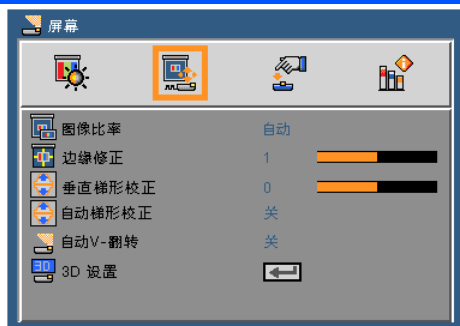 屏幕
图像比率 自动
边缘修正 1
垂直梯形校正 0
自动梯形校正 关
自动V-翻转 关
3D 设置